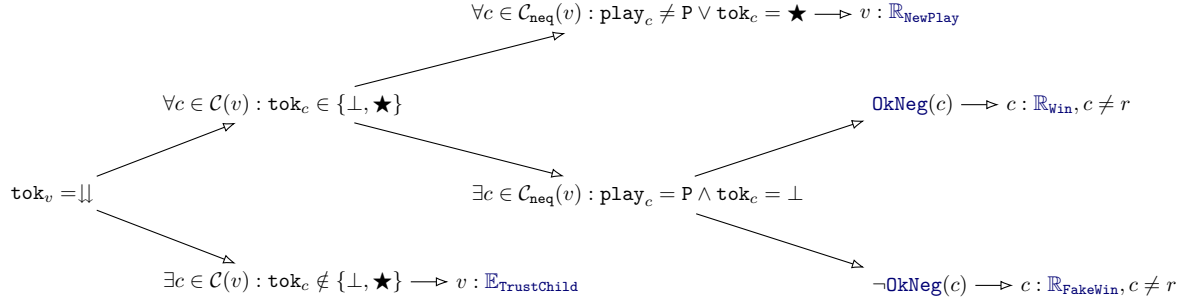 ∀c ∈ 𝒞_neq(v) : play_c ≠ P ∨ tok_c = ★ ⟶ v : ℝ_NewPlay
∀c ∈ 𝒞(v) : tok_c ∈ {⊥, ★}
OkNeg(c) ⟶ c : ℝ_Win, c ≠ r
tok_v = ⇊
∃c ∈ 𝒞_neq(v) : play_c = P ∧ tok_c = ⊥
∃c ∈ 𝒞(v) : tok_c ∉ {⊥, ★} ⟶ v : 𝔼_TrustChild
¬OkNeg(c) ⟶ c : ℝ_FakeWin, c ≠ r